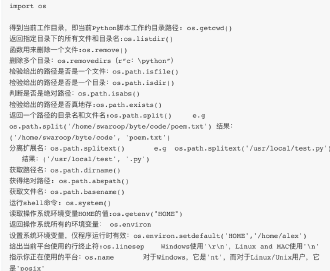 import os
得到当前工作目录，即当前Python脚本工作的目录路径: os.getcwd()
返回指定目录下的所有文件和目录名:os.listdir()
函数用来删除一个文件:os.remove()
删除多个目录：os.removedirs（r"c：\python"）
检验给出的路径是否是一个文件：os.path.isfile()
检验给出的路径是否是一个目录：os.path.isdir()
判断是否是绝对路径：os.path.isabs()
检验给出的路径是否真地存:os.path.exists()
返回一个路径的目录名和文件名:os.path.split() e.g
os.path.split('/home/swaroop/byte/code/poem.txt') 结果：
('/home/swaroop/byte/code', 'poem.txt')
分离扩展名：os.path.splitext() e.g os.path.splitext('/usr/local/test.py')
结果：('/usr/local/test', '.py')
获取路径名：os.path.dirname()
获得绝对路径: os.path.abspath()
获取文件名：os.path.basename()
运行shell命令: os.system()
读取操作系统环境变量HOME的值:os.getenv("HOME")
返回操作系统所有的环境变量： os.environ
设置系统环境变量，仅程序运行时有效：os.environ.setdefault('HOME','/home/alex')
给出当前平台使用的行终止符:os.linesep Windows使用'\r\n'，Linux and MAC使用'\n'
指示你正在使用的平台：os.name 对于Windows，它是'nt'，而对于Linux/Unix用户，它
是'posix'